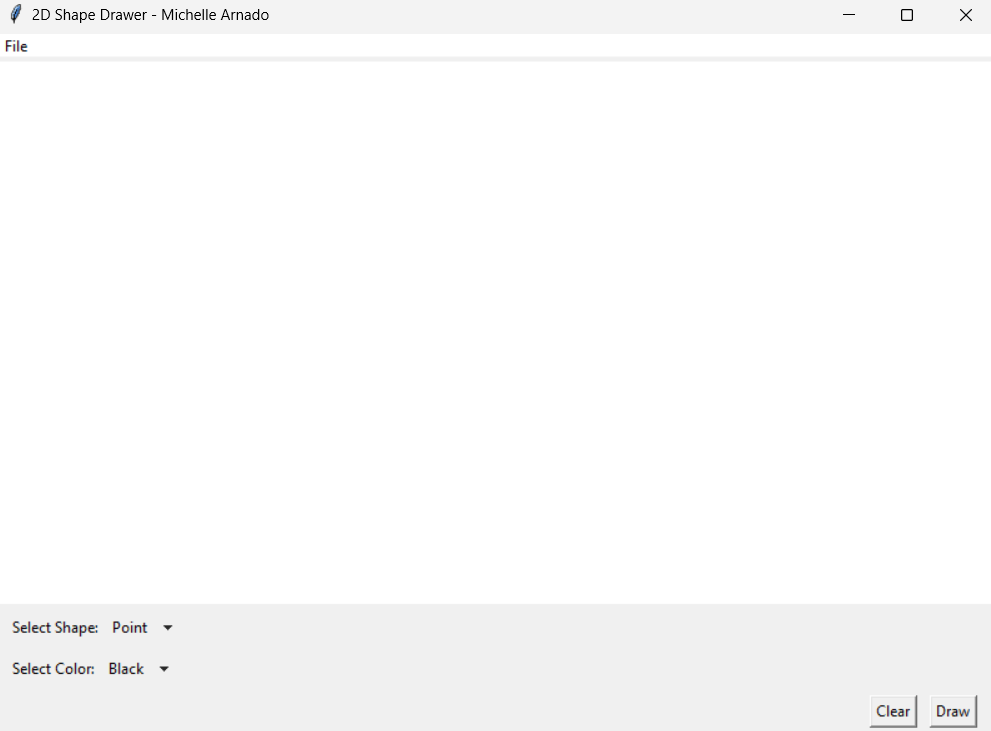 2D Shape Drawer - Michelle Arnado
File
Select Shape: Point
Select Color: Black
Clear Draw